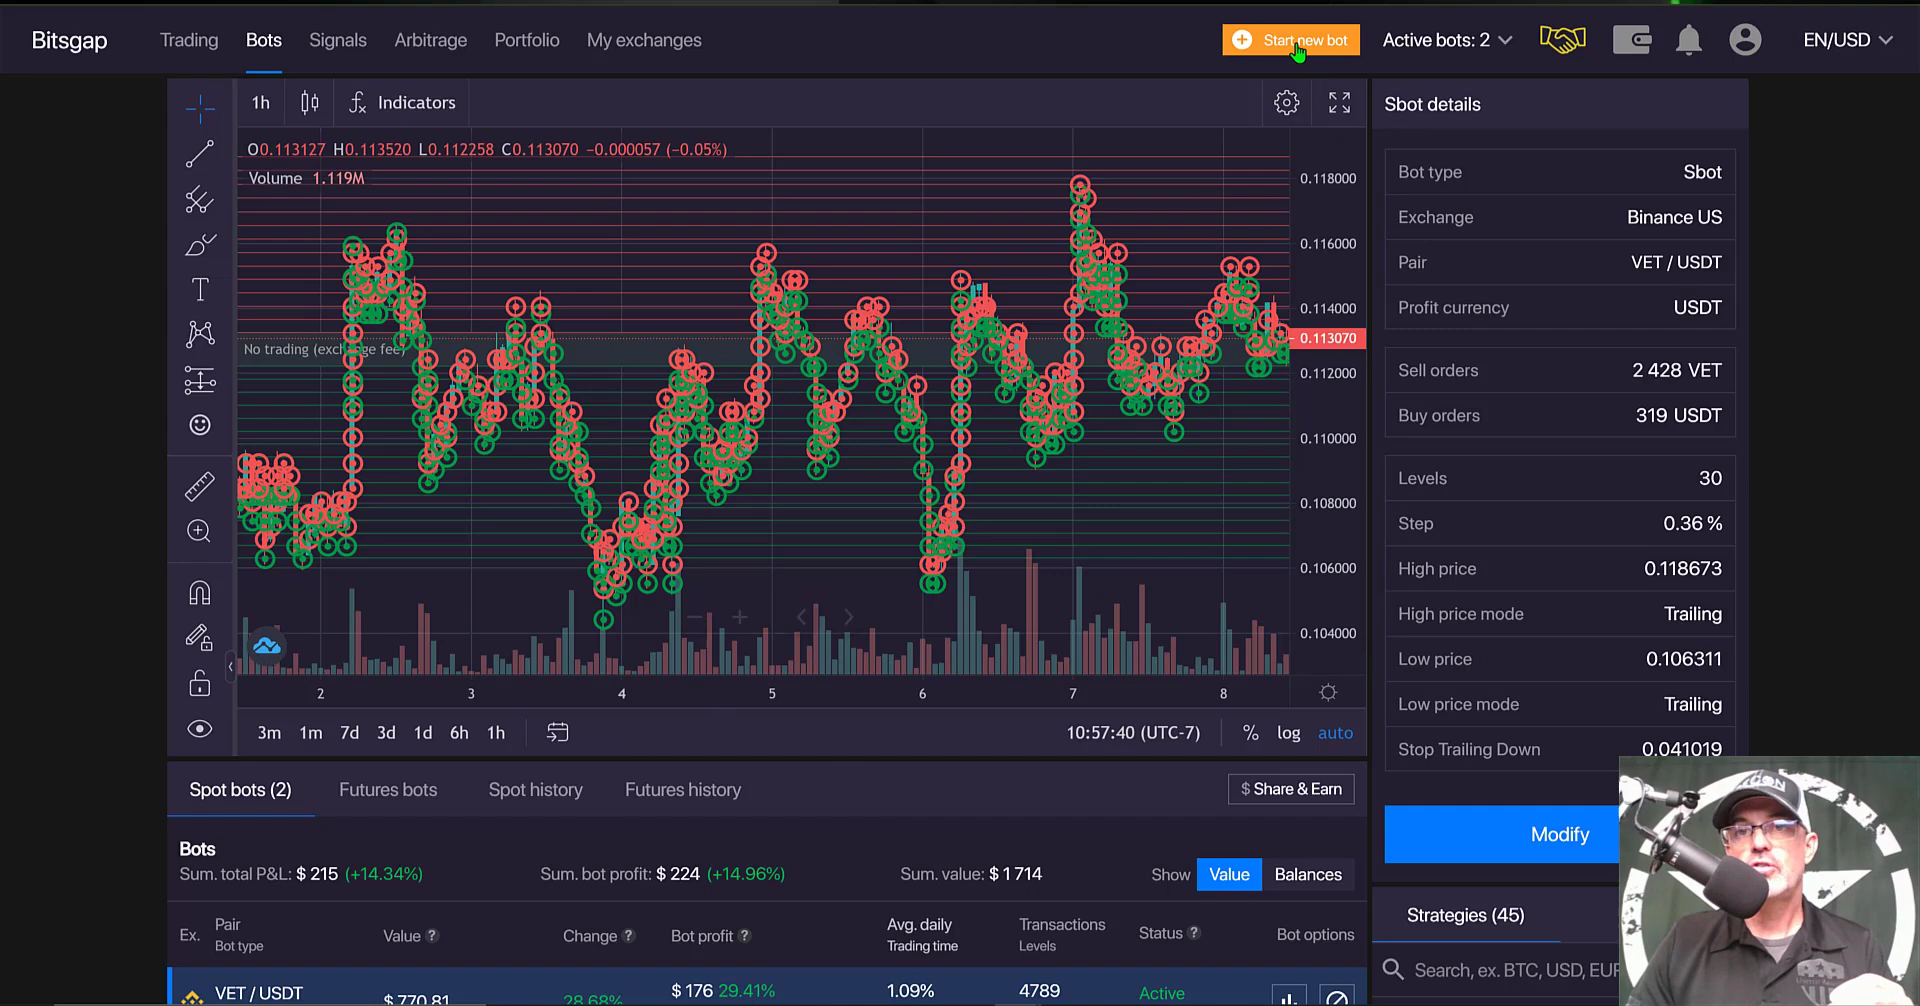 Bitsgap Trading Bots Signals Arbitrage Portfolio My exchanges Start new bot Active bots: 2 EN/USD
1h Indicators
O0.113127 H0.113520 L0.112258 C0.113070 −0.000057 (−0.05%)
Volume 1.119M
0.118000
0.116000
0.114000
0.113070
No trading (exchange fee)
0.112000
0.110000
0.108000
0.106000
0.104000
2 3 4 5 6 7 8
3m 1m 7d 3d 1d 6h 1h 10:57:40 (UTC-7) % log auto
Sbot details
Bot type Sbot
Exchange Binance US
Pair VET / USDT
Profit currency USDT
Sell orders 2 428 VET
Buy orders 319 USDT
Levels 30
Step 0.36 %
High price 0.118673
High price mode Trailing
Low price 0.106311
Low price mode Trailing
Stop Trailing Down 0.041019
Modify
Strategies (45)
Search, ex. BTC, USD, EUR
Spot bots (2) Futures bots Spot history Futures history $ Share & Earn
Bots
Sum. total P&L: $ 215 (+14.34%) Sum. bot profit: $ 224 (+14.96%) Sum. value: $ 1 714 Show Value Balances
Ex. Pair Value ? Change ? Bot profit ? Avg. daily Transactions Status ? Bot options
Bot type Trading time Levels
VET / USDT $ 770.81 28.68% $ 176 29.41% 1.09% 4789 Active